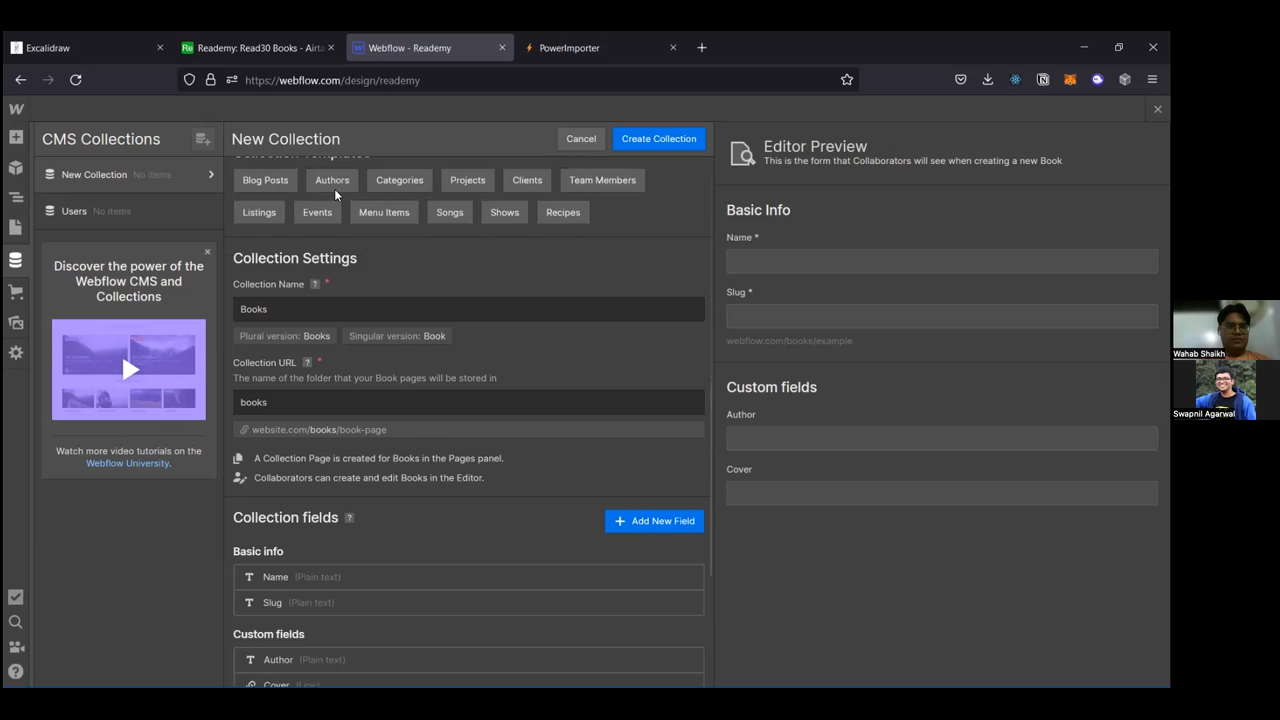 Excalidraw
Re Reademy: Read30 Books - Airta
Webflow - Reademy
PowerImporter
https://webflow.com/design/reademy
CMS Collections
New Collection
Cancel
Create Collection
Editor Preview
This is the form that Collaborators will see when creating a new Book
Collection Templates
New Collection No items
Blog Posts
Authors
Categories
Projects
Clients
Team Members
Users No items
Listings
Events
Menu Items
Songs
Shows
Recipes
Basic Info
Name *
Discover the power of the
Webflow CMS and
Collections
Collection Settings
Collection Name ? *
Books
Slug *
Plural version: Books
Singular version: Book
webflow.com/books/example
Collection URL ? *
The name of the folder that your Book pages will be stored in
books
website.com/books/book-page
Custom fields
Author
Cover
Watch more video tutorials on the
Webflow University.
A Collection Page is created for Books in the Pages panel.
Collaborators can create and edit Books in the Editor.
Collection fields ?
+ Add New Field
Basic info
Name (Plain text)
Slug (Plain text)
Custom fields
Author (Plain text)
Cover (Link)
Wahab Shaikh
Swapnil Agarwal